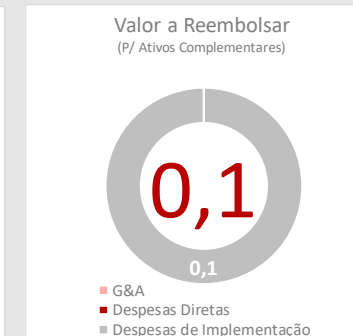 Valor a Reembolsar
(P/ Ativos Complementares)
0,1
0,1
G&A
Despesas Diretas
Despesas de Implementação